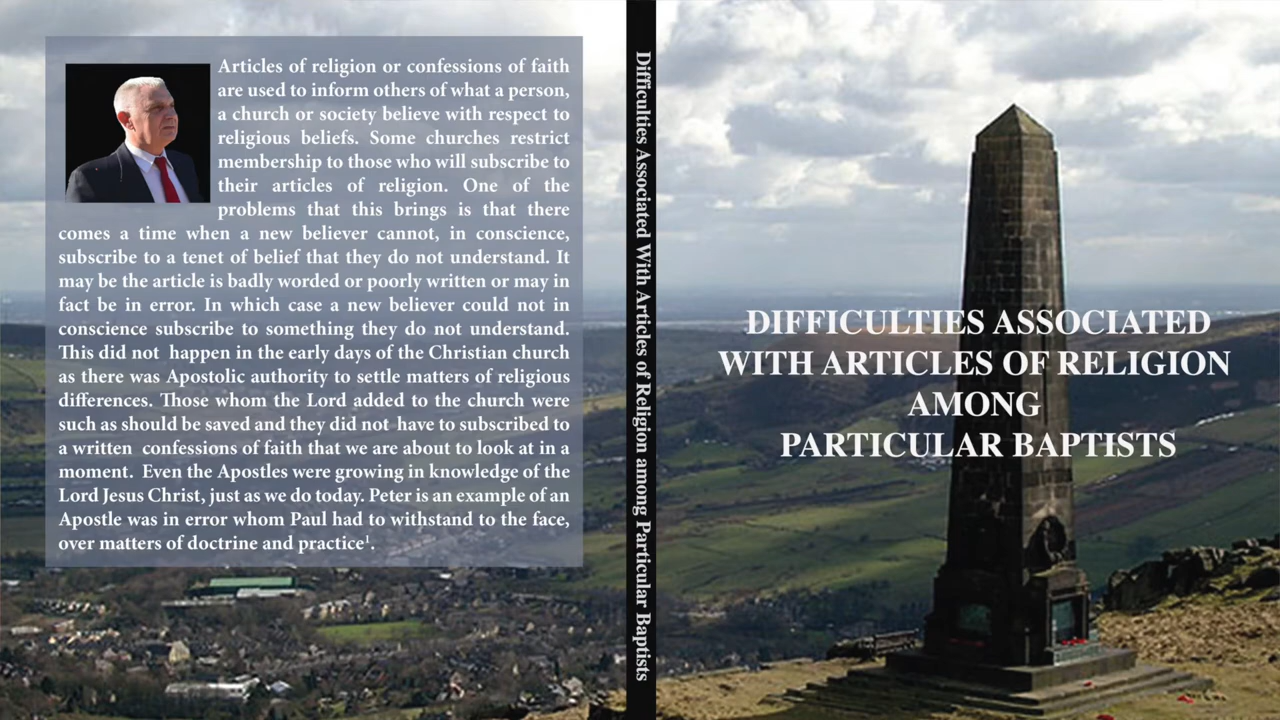 Articles of religion or confessions of faith
are used to inform others of what a person,
a church or society believe with respect to
religious beliefs. Some churches restrict
membership to those who will subscribe to
their articles of religion. One of the
problems that this brings is that there
comes a time when a new believer cannot, in conscience,
subscribe to a tenet of belief that they do not understand. It
may be the article is badly worded or poorly written or may in
fact be in error. In which case a new believer could not in
conscience subscribe to something they do not understand.
This did not happen in the early days of the Christian church
as there was Apostolic authority to settle matters of religious
differences. Those whom the Lord added to the church were
such as should be saved and they did not have to subscribed to
a written confessions of faith that we are about to look at in a
moment. Even the Apostles were growing in knowledge of the
Lord Jesus Christ, just as we do today. Peter is an example of an
Apostle was in error whom Paul had to withstand to the face,
over matters of doctrine and practice¹.
Difficulties Associated With Articles of Religion among Particular Baptists
DIFFICULTIES ASSOCIATED
WITH ARTICLES OF RELIGION
AMONG
PARTICULAR BAPTISTS